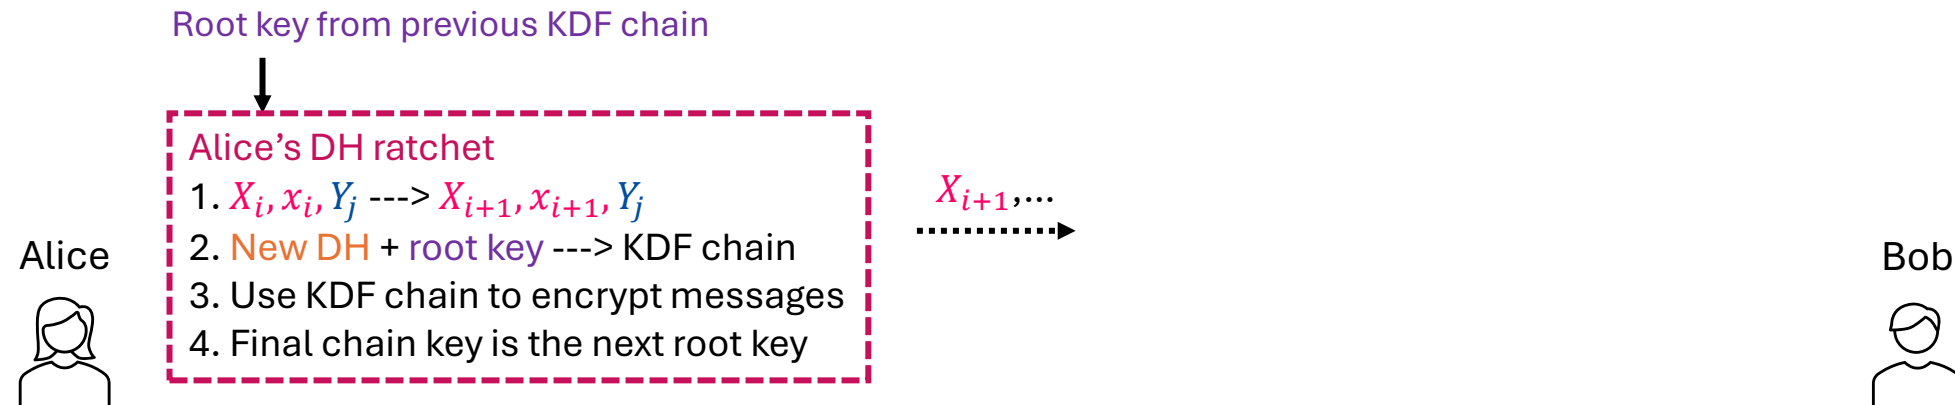 Root key from previous KDF chain
Alice’s DH ratchet
1. Xᵢ, xᵢ, Yⱼ ---> Xᵢ₊₁, xᵢ₊₁, Yⱼ
2. New DH + root key ---> KDF chain
3. Use KDF chain to encrypt messages
4. Final chain key is the next root key
Xᵢ₊₁,...
Alice
Bob